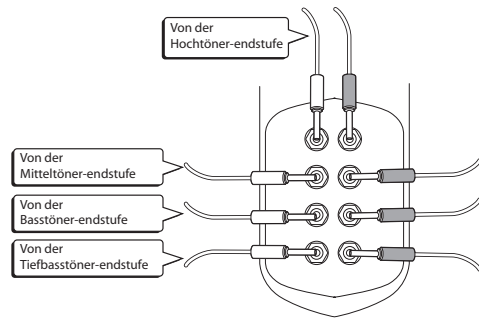 Von der
Hochtöner-endstufe
Von der
Mitteltöner-endstufe
Von der
Basstöner-endstufe
Von der
Tiefbasstöner-endstufe